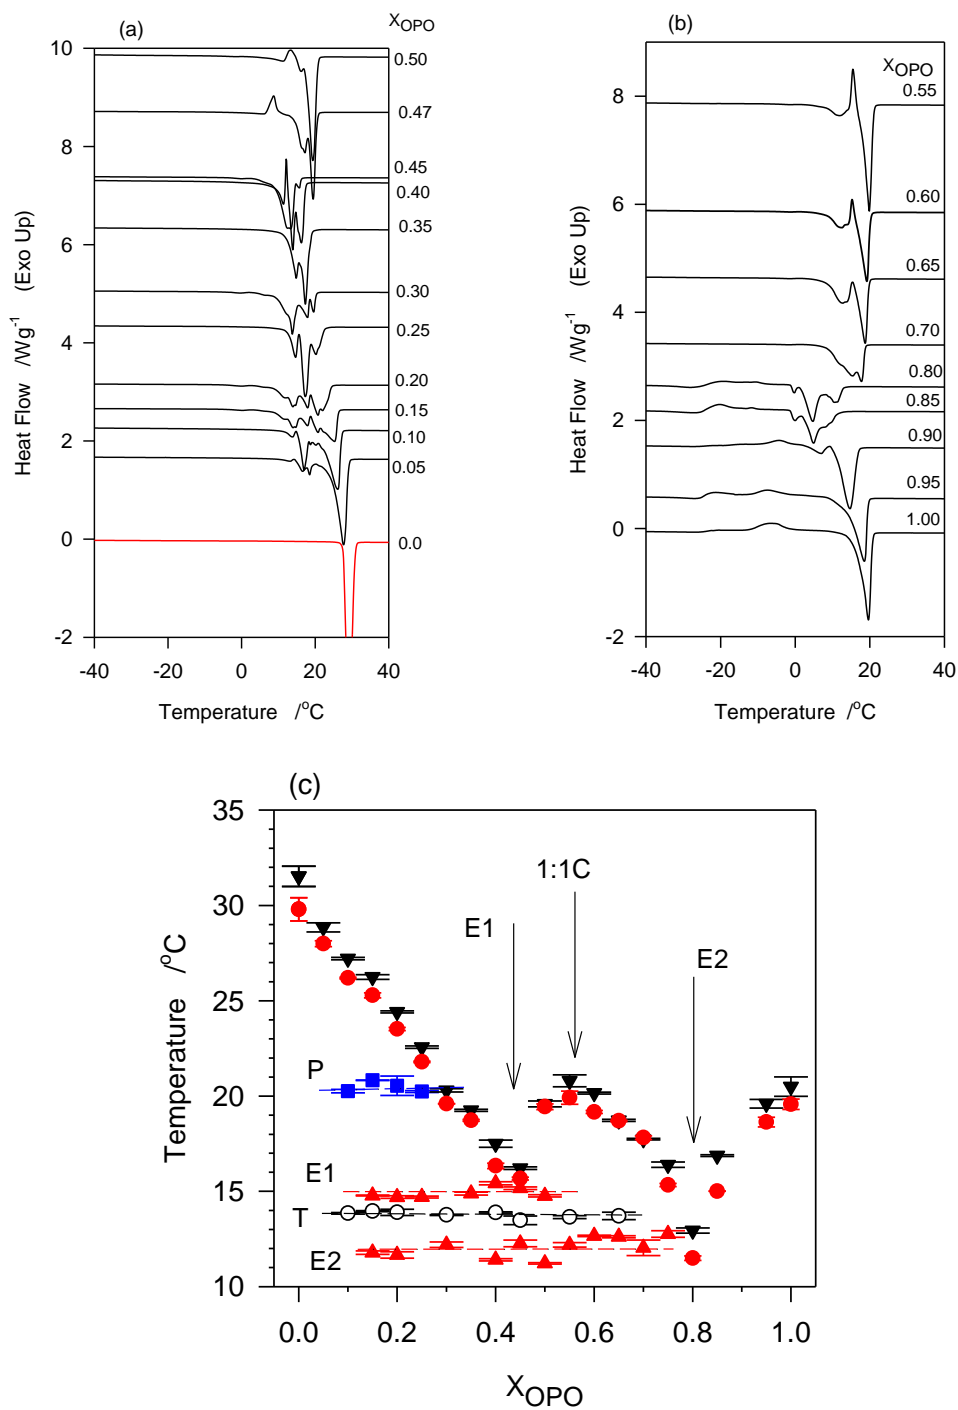 (a)
X_OPO
10
8
6
4
2
0
-2
Heat Flow /Wg⁻¹ (Exo Up)
0.50
0.47
0.45
0.40
0.35
0.30
0.25
0.20
0.15
0.10
0.05
0.0
-40 -20 0 20 40
Temperature /°C
(b)
X_OPO
8
6
4
2
0
-2
Heat Flow /Wg⁻¹ (Exo Up)
0.55
0.60
0.65
0.70
0.80
0.85
0.90
0.95
1.00
-40 -20 0 20 40
Temperature /°C
(c)
35
30
25
20
15
10
Temperature /°C
1:1C
E1
E2
P
E1
T
E2
0.0 0.2 0.4 0.6 0.8 1.0
X_OPO